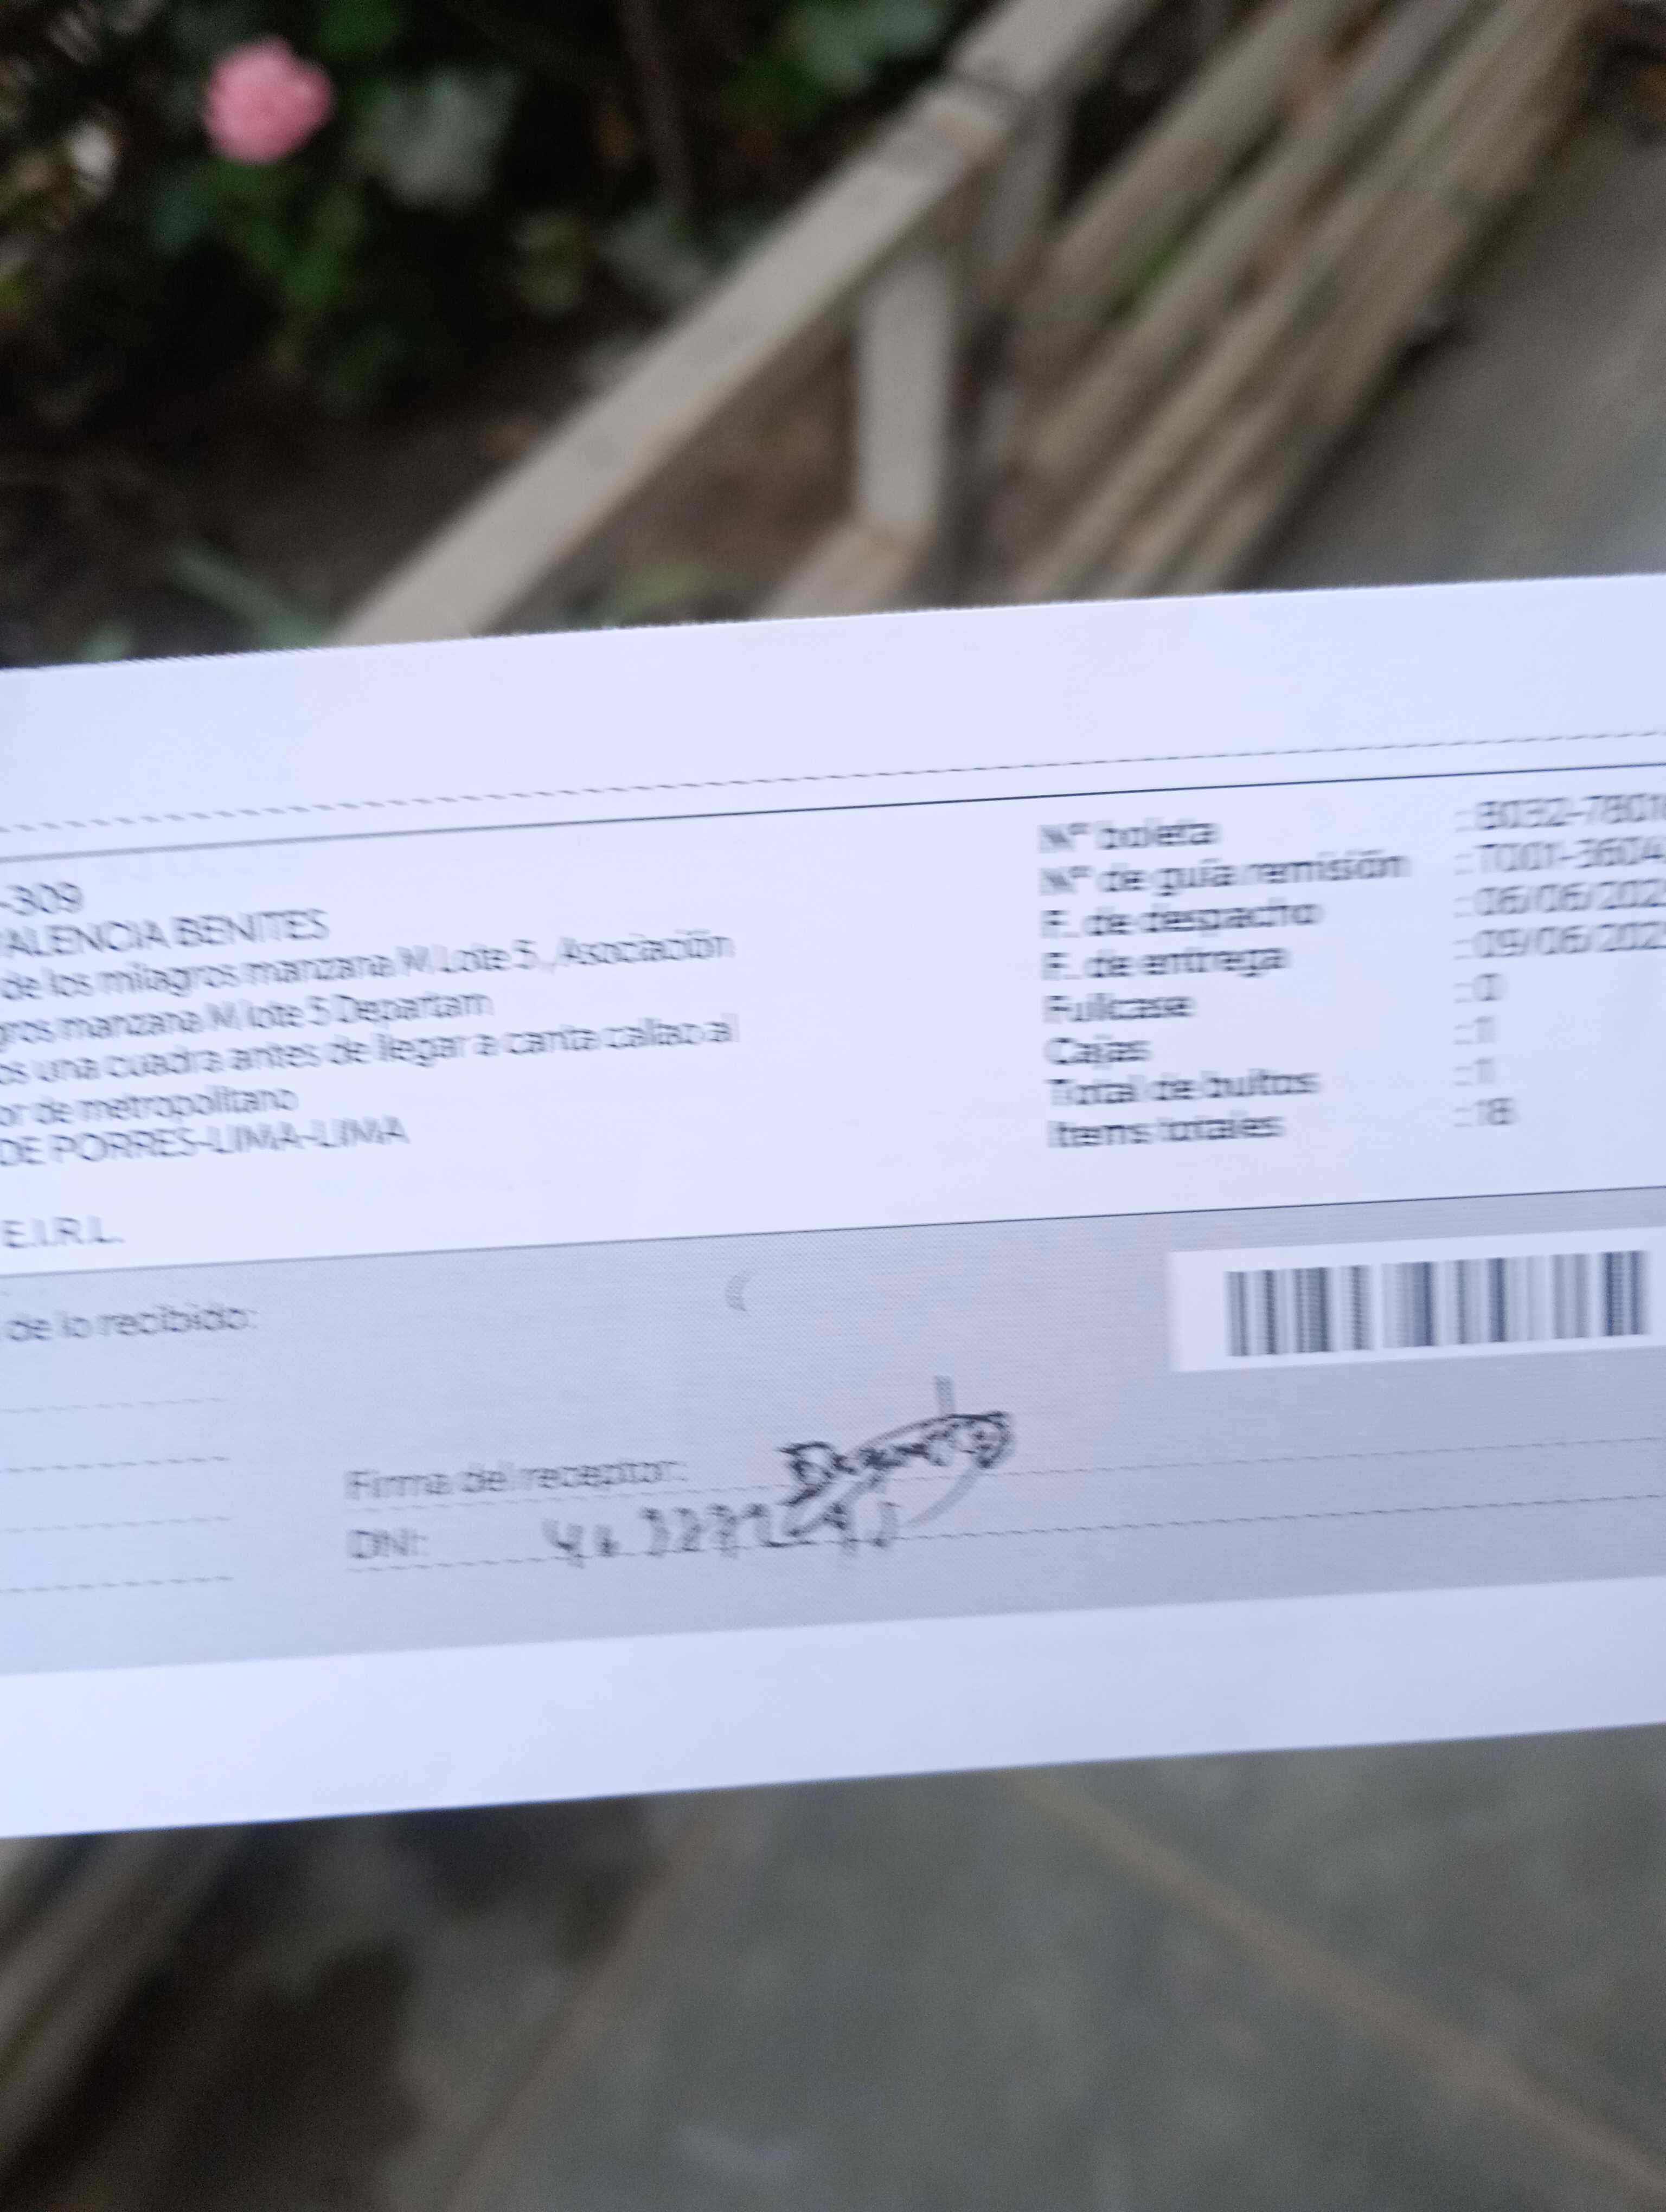 -309
ALENCIA BENITES
de los milagros manzana M Lote 5 , Asociación
gros manzana M lote 5 Departam
os una cuadra antes de llegar a canta callao al
or de metropolitano
DE PORRES-LIMA-LIMA
E.I.R.L.
N° boleta : B032-7801
N° de guía remisión : T001-3604
F. de despacho : 06/06/202
F. de entrega : 09/06/202
Fullcase : 0
Cajas : 1
Total de bultos : 1
Items totales : 18
de lo recibido:
Firma del receptor:
DNI: